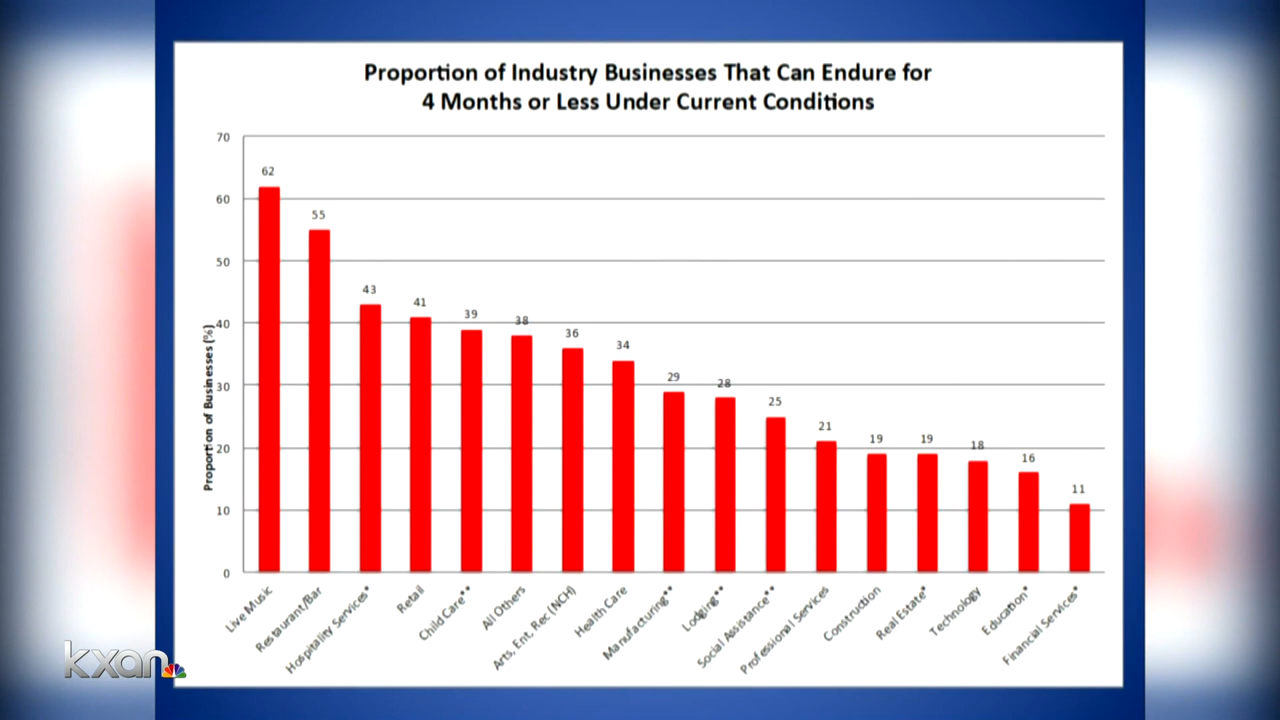 Proportion of Industry Businesses That Can Endure for
4 Months or Less Under Current Conditions
Proportion of Businesses (%)
70
60
50
40
30
20
10
0
62
55
43
41
39
38
36
34
29
28
25
21
19
19
18
16
11
Live Music
Restaurant/Bar
Hospitality Services*
Retail
Child Care**
All Others
Arts, Ent, Rec (NCH)
Health Care
Manufacturing**
Lodging**
Social Assistance**
Professional Services
Construction
Real Estate*
Technology
Education*
Financial Services*
kxan